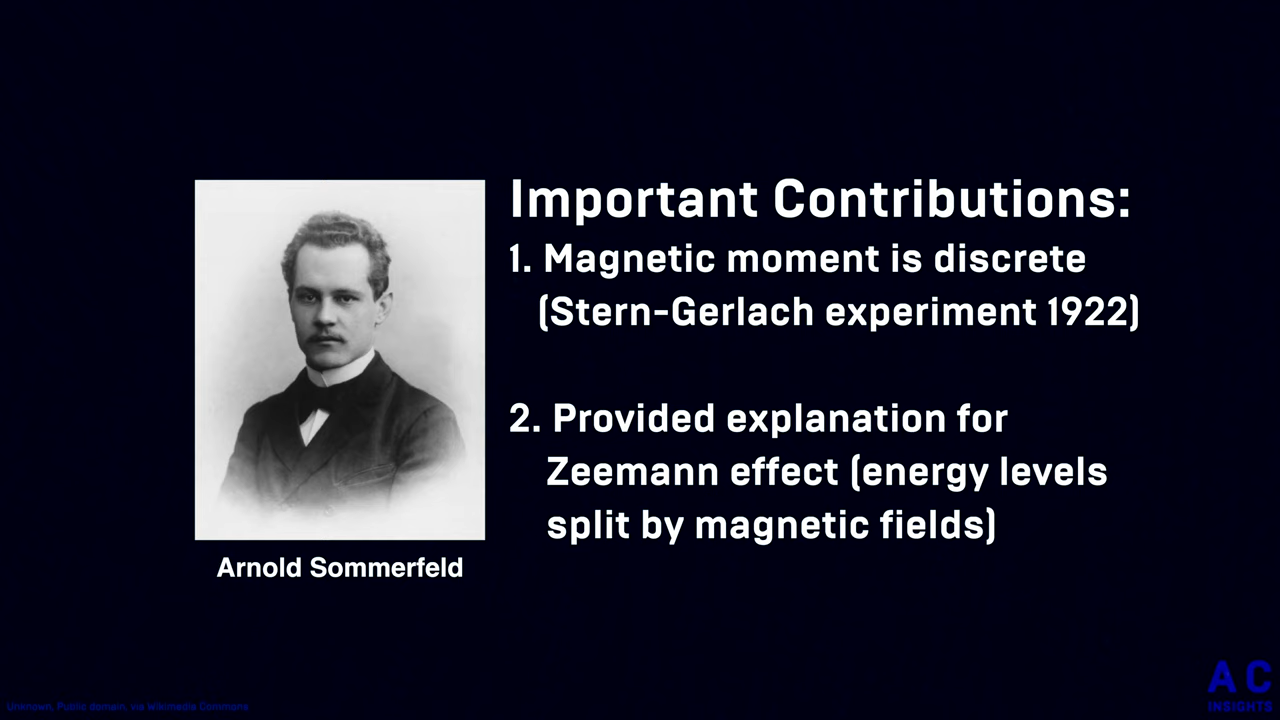 Important Contributions:
1. Magnetic moment is discrete
(Stern-Gerlach experiment 1922)
2. Provided explanation for
Zeemann effect (energy levels
split by magnetic fields)
Arnold Sommerfeld
Unknown, Public domain, via Wikimedia Commons
A C
INSIGHTS